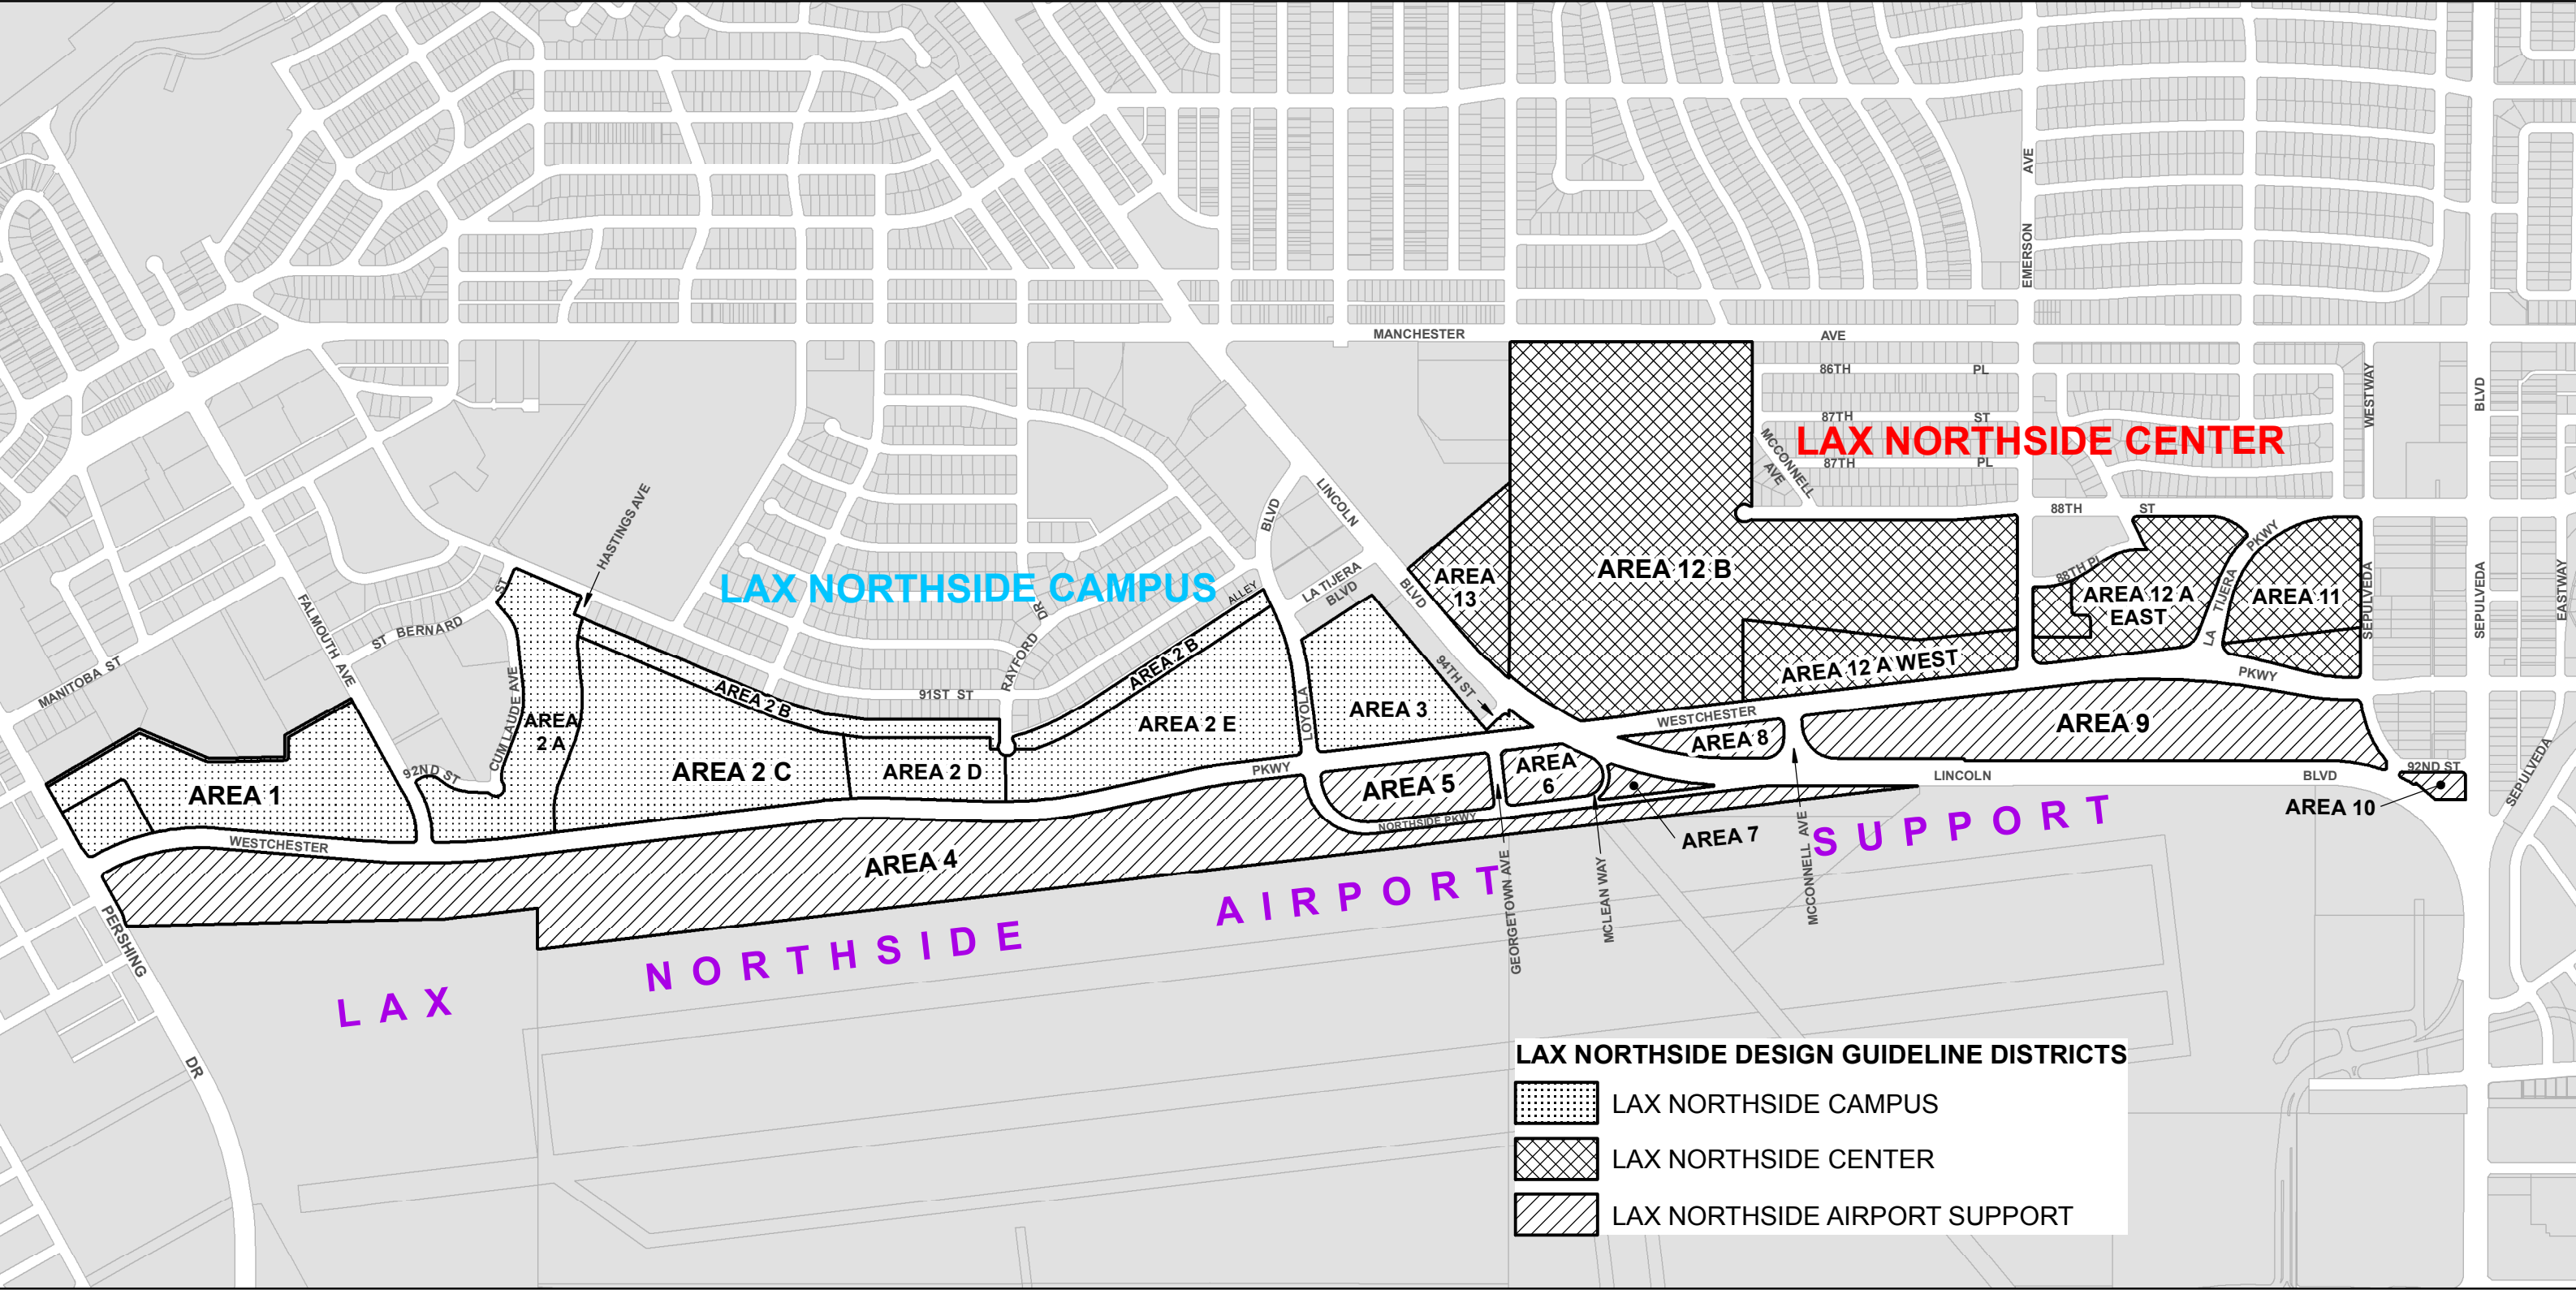 AVE
EMERSON
MANCHESTER
AVE
86TH
PL
87TH
ST
LAX NORTHSIDE CENTER
87TH
PL
MCCONNELL
AVE
WESTWAY
BLVD
88TH
ST
PKWY
LINCOLN
BLVD
HASTINGS AVE
LAX NORTHSIDE CAMPUS
ALLEY
LA TIJERA
BLVD
BLVD
AREA
13
AREA 12 B
88TH PL
AREA 12 A
EAST
LA
TIJERA
AREA 11
SEPULVEDA
SEPULVEDA
EASTWAY
ST
ST BERNARD
FALMOUTH AVE
MANITOBA ST
CUM LAUDE AVE
RAYFORD
DR
91ST ST
AREA 2 B
AREA 2 B
94TH ST
AREA 12 A WEST
PKWY
AREA
2 A
AREA 2 E
LOYOLA
AREA 3
WESTCHESTER
AREA 8
AREA 9
92ND ST
AREA 1
AREA 2 C
AREA 2 D
PKWY
AREA 5
AREA
6
LINCOLN
BLVD
92ND ST
AREA 10
SEPULVEDA
WESTCHESTER
AREA 4
NORTHSIDE PKWY
AREA 7
PERSHING
DR
GEORGETOWN AVE
MCLEAN WAY
MCCONNELL AVE
LAX NORTHSIDE AIRPORT SUPPORT
LAX NORTHSIDE DESIGN GUIDELINE DISTRICTS
LAX NORTHSIDE CAMPUS
LAX NORTHSIDE CENTER
LAX NORTHSIDE AIRPORT SUPPORT